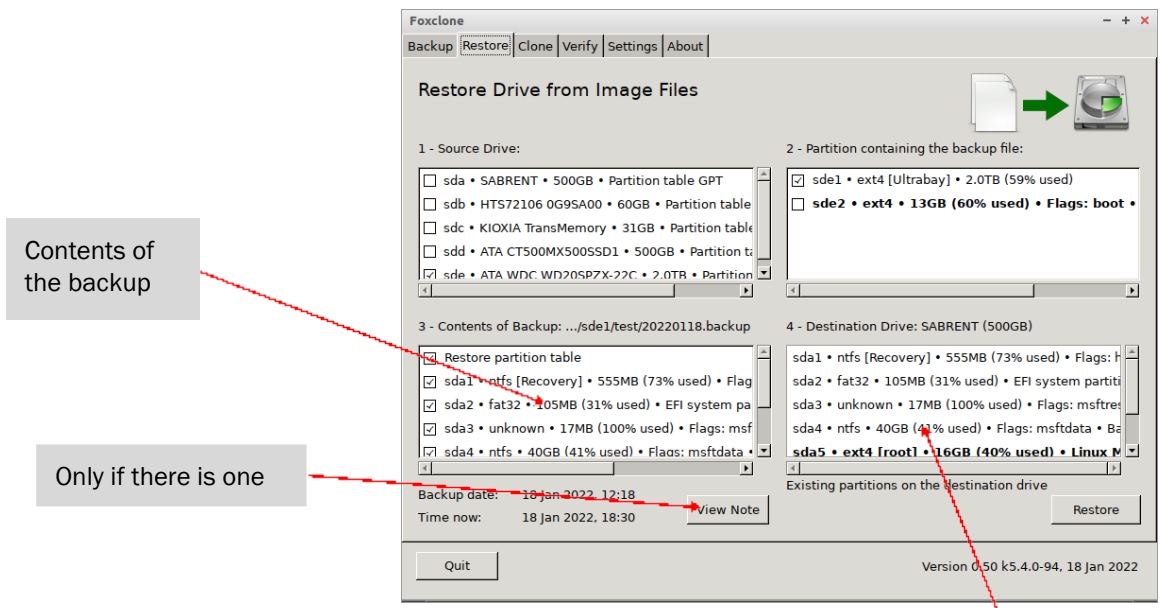 Foxclone
Backup Restore Clone Verify Settings About
Restore Drive from Image Files
1 - Source Drive:
sda • SABRENT • 500GB • Partition table GPT
sdb • HTS72106 0G9SA00 • 60GB • Partition table
sdc • KIOXIA TransMemory • 31GB • Partition table
sdd • ATA CT500MX500SSD1 • 500GB • Partition ta
sde • ATA WDC WD20SPZX-22C • 2.0TB • Partition
2 - Partition containing the backup file:
sde1 • ext4 [Ultrabay] • 2.0TB (59% used)
sde2 • ext4 • 13GB (60% used) • Flags: boot •
Contents of
the backup
3 - Contents of Backup: .../sde1/test/20220118.backup
Restore partition table
sda1 • ntfs [Recovery] • 555MB (73% used) • Flag
sda2 • fat32 • 105MB (31% used) • EFI system pa
sda3 • unknown • 17MB (100% used) • Flags: msf
sda4 • ntfs • 40GB (41% used) • Flags: msftdata •
4 - Destination Drive: SABRENT (500GB)
sda1 • ntfs [Recovery] • 555MB (73% used) • Flags: h
sda2 • fat32 • 105MB (31% used) • EFI system partiti
sda3 • unknown • 17MB (100% used) • Flags: msftres
sda4 • ntfs • 40GB (41% used) • Flags: msftdata • Ba
sda5 • ext4 [root] • 16GB (40% used) • Linux M
Only if there is one
Backup date: 18 Jan 2022, 12:18
Time now: 18 Jan 2022, 18:30
View Note
Existing partitions on the destination drive
Restore
Quit
Version 0.50 k5.4.0-94, 18 Jan 2022